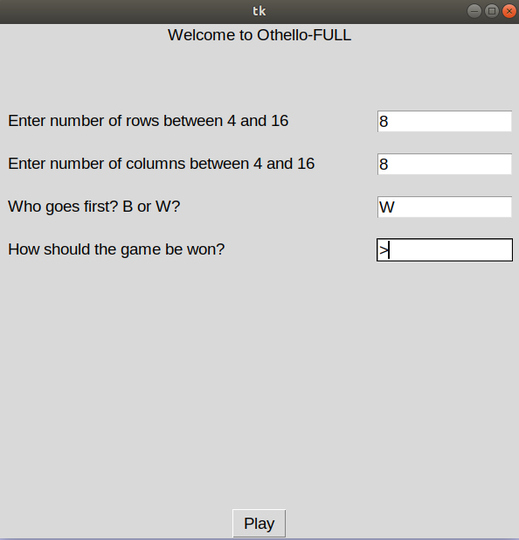 tk
Welcome to Othello-FULL
Enter number of rows between 4 and 16 8
Enter number of columns between 4 and 16 8
Who goes first? B or W? W
How should the game be won? >
Play